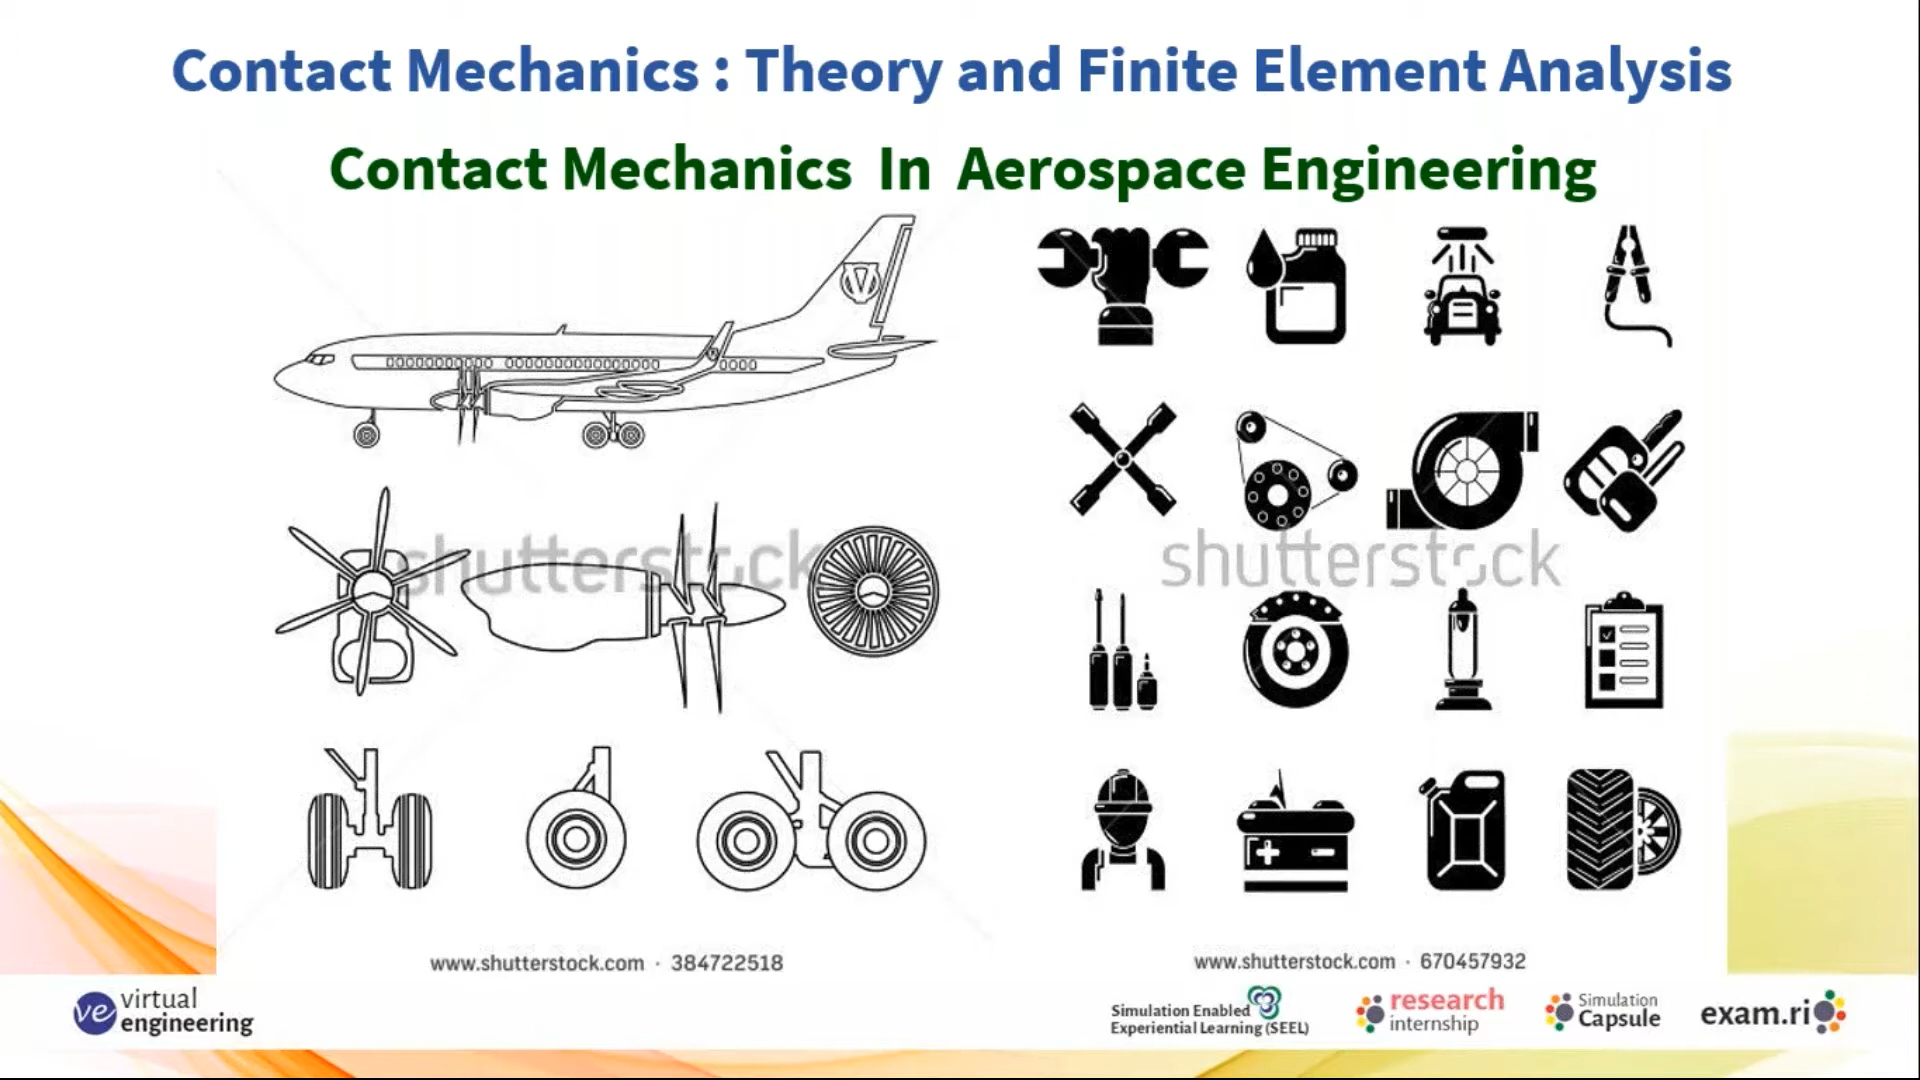 Contact Mechanics : Theory and Finite Element Analysis
Contact Mechanics In Aerospace Engineering
shutterstock
shutterstock
www.shutterstock.com · 384722518
www.shutterstock.com · 670457932
ve virtual engineering
Simulation Enabled
Experiential Learning (SEEL)
research
internship
Simulation
Capsule
exam.ri